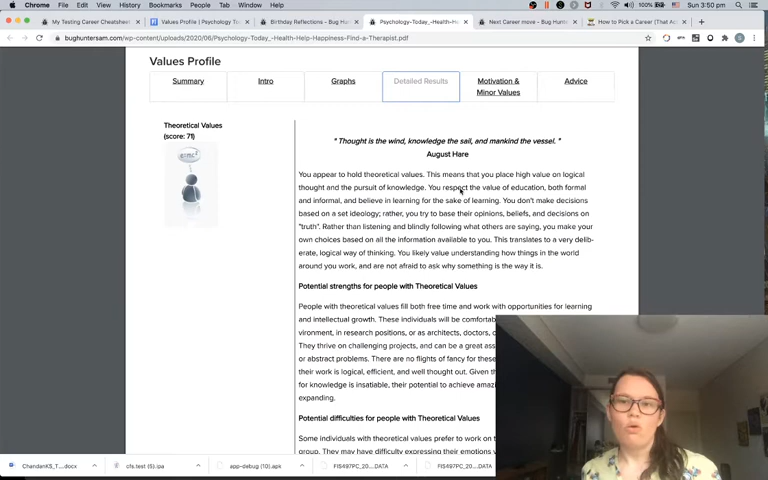 Chrome File Edit View History Bookmarks People Tab Window Help
Sun 3:50 pm
My Testing Career Cheatsheet
Values Profile | Psychology Tod
Birthday Reflections – Bug Hun
Psychology-Today_-Health-Hel
Next Career move – Bug Hunter
How to Pick a Career (That Ac
bughuntersam.com/wp-content/uploads/2020/06/Psychology-Today_-Health-Help-Happiness-Find-a-Therapist.pdf
Values Profile
Summary
Intro
Graphs
Detailed Results
Motivation &
Minor Values
Advice
Theoretical Values
(score: 71)
" Thought is the wind, knowledge the sail, and mankind the vessel. "
August Hare
You appear to hold theoretical values. This means that you place high value on logical
thought and the pursuit of knowledge. You respect the value of education, both formal
and informal, and believe in learning for the sake of learning. You don't make decisions
based on a set ideology; rather, you try to base their opinions, beliefs, and decisions on
"truth". Rather than listening and blindly following what others are saying, you make your
own choices based on all the information available to you. This translates to a very delib-
erate, logical way of thinking. You likely value understanding how things in the world
around you work, and are not afraid to ask why something is the way it is.
Potential strengths for people with Theoretical Values
People with theoretical values fill both free time and work with opportunities for learning
and intellectual growth. These individuals will be comfortab
vironment, in research positions, or as architects, doctors,
They thrive on challenging projects, and can be a great ass
or abstract problems. There are no flights of fancy for these
their work is logical, efficient, and well thought out. Given th
for knowledge is insatiable, their potential to achieve amazi
expanding.
Potential difficulties for people with Theoretical Values
Some individuals with theoretical values prefer to work on t
group. They may have difficulty expressing their emotions v
ChandanKS_T....docx
cfs.test (5).ipa
app-debug (10).apk
FIS497PC_20....DATA
FIS497PC_20....DATA